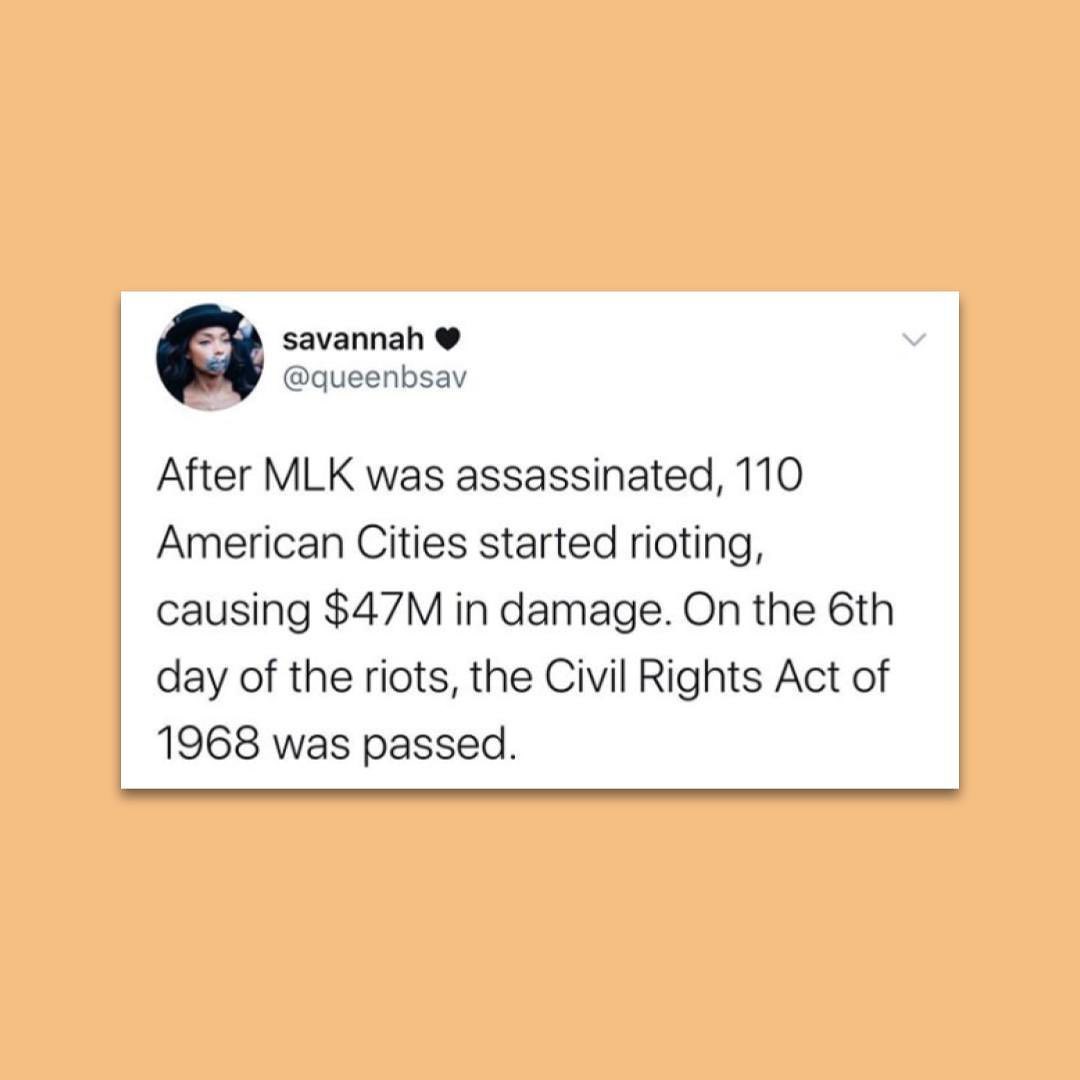 savannah 🖤
@queenbsav
After MLK was assassinated, 110
American Cities started rioting,
causing $47M in damage. On the 6th
day of the riots, the Civil Rights Act of
1968 was passed.